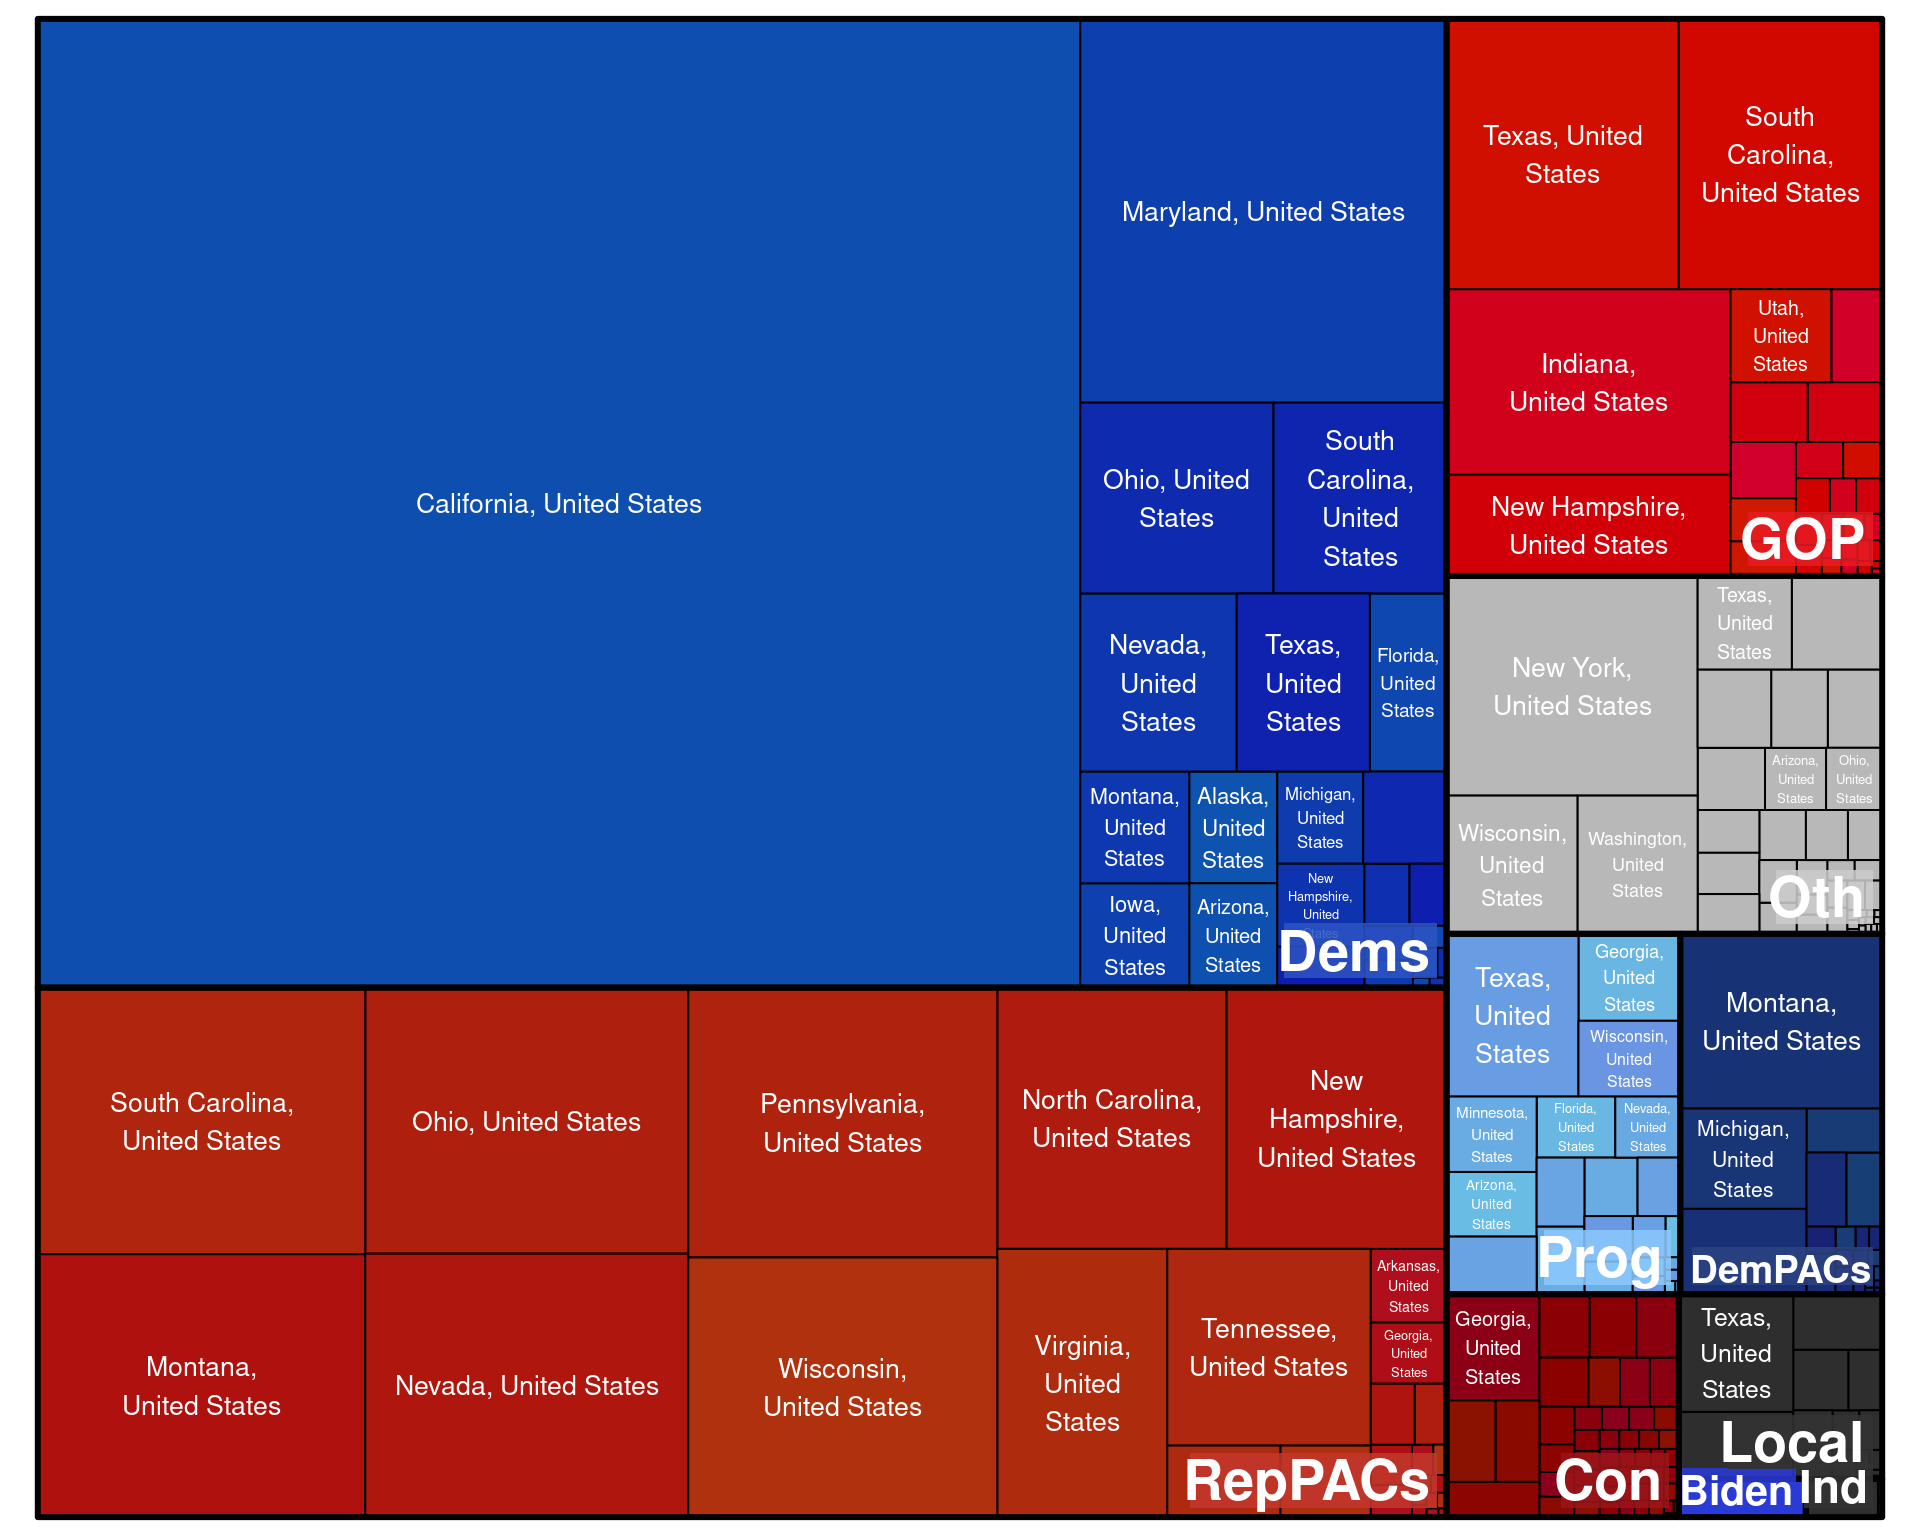 California, United States
Maryland, United States
Ohio, United
States
South
Carolina,
United
States
Nevada,
United
States
Texas,
United
States
Florida,
United
States
Montana,
United
States
Alaska,
United
States
Michigan,
United
States
Iowa,
United
States
Arizona,
United
States
New
Hampshire,
United
States
Dems
South Carolina,
United States
Ohio, United States
Pennsylvania,
United States
North Carolina,
United States
New
Hampshire,
United States
Montana,
United States
Nevada, United States
Wisconsin,
United States
Virginia,
United
States
Tennessee,
United States
Arkansas,
United
States
Georgia,
United
States
RepPACs
Texas, United
States
South
Carolina,
United States
Indiana,
United States
Utah,
United
States
New Hampshire,
United States
GOP
New York,
United States
Texas,
United
States
Arizona,
United
States
Ohio,
United
States
Wisconsin,
United
States
Washington,
United
States
Oth
Texas,
United
States
Georgia,
United
States
Wisconsin,
United
States
Minnesota,
United
States
Florida,
United
States
Nevada,
United
States
Arizona,
United
States
Prog
Montana,
United States
Michigan,
United
States
DemPACs
Georgia,
United
States
Con
Texas,
United
States
Local
Biden
Ind